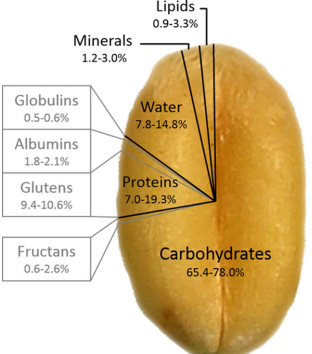 Lipids
0.9-3.3%
Minerals
1.2-3.0%
Globulins
0.5-0.6%
Water
7.8-14.8%
Albumins
1.8-2.1%
Glutens
9.4-10.6%
Proteins
7.0-19.3%
Fructans
0.6-2.6%
Carbohydrates
65.4-78.0%